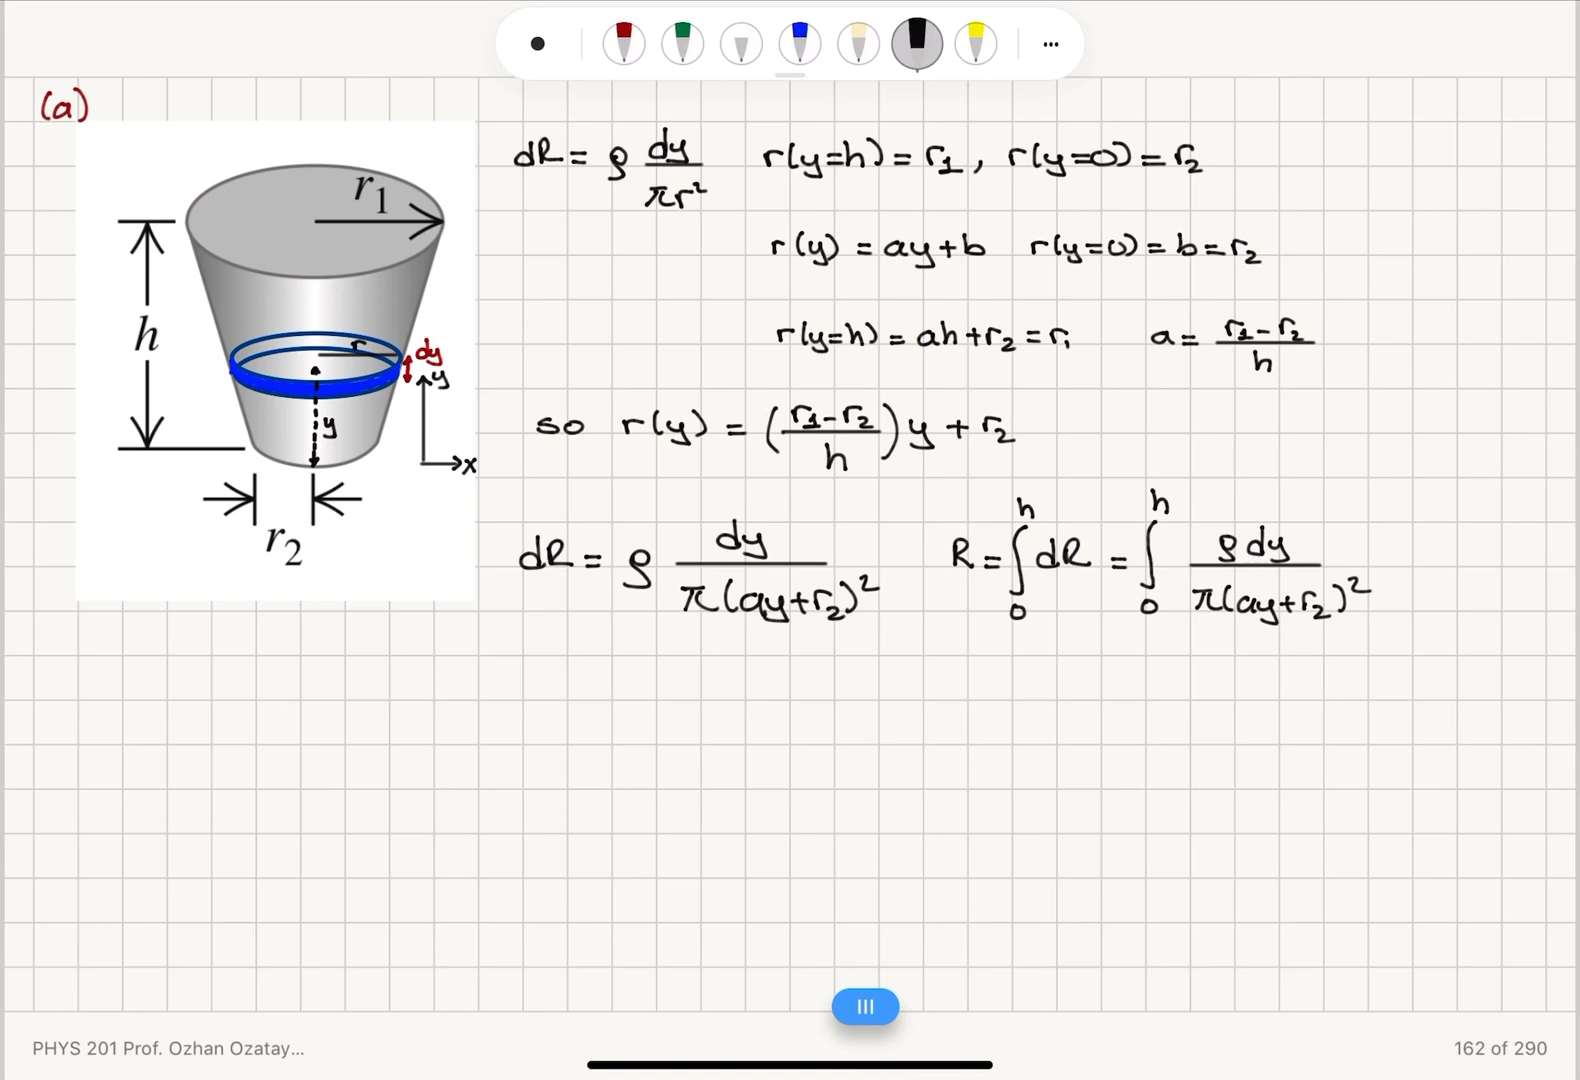 (a)
r1
h
r
dy
y
y
x
r2
dR = ρ dy/πr²   r(y=h) = r1 , r(y=0) = r2
r(y) = ay+b   r(y=0) = b = r2
r(y=h) = ah+r2 = r1   a = (r1-r2)/h
so r(y) = ((r1-r2)/h) y + r2
dR = ρ dy/π(ay+r2)²   R = ∫₀ʰ dR = ∫₀ʰ ρdy/π(ay+r2)²
PHYS 201 Prof. Ozhan Ozatay...
162 of 290